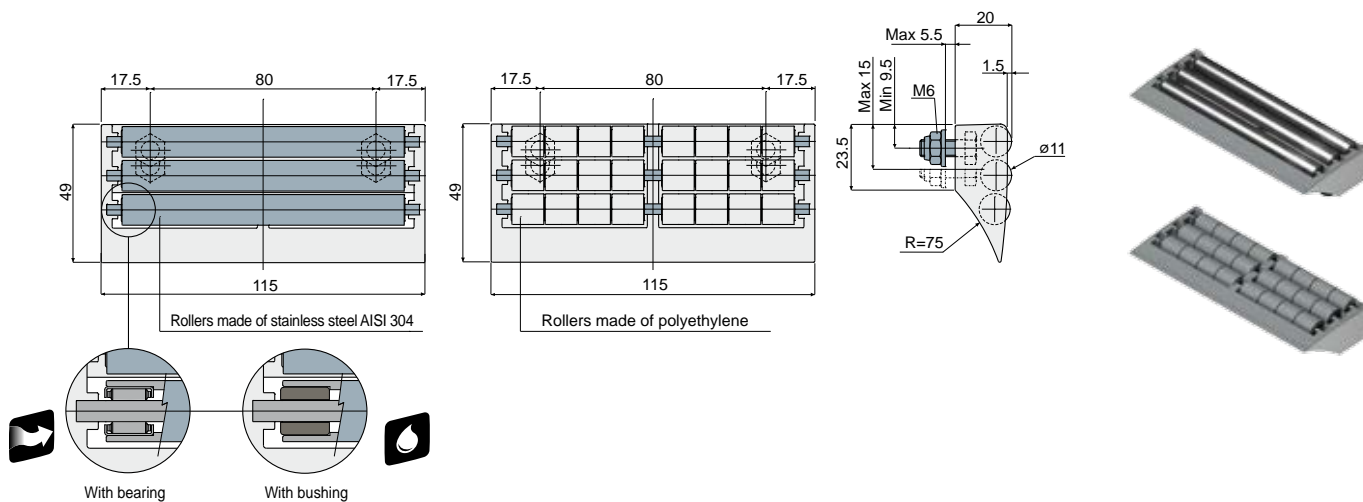 17.5
80
17.5
49
115
Rollers made of stainless steel AISI 304
With bearing
With bushing
17.5
80
17.5
49
115
Rollers made of polyethylene
20
Max 5.5
1.5
Max 15
Min 9.5
M6
23.5
ø11
R=75